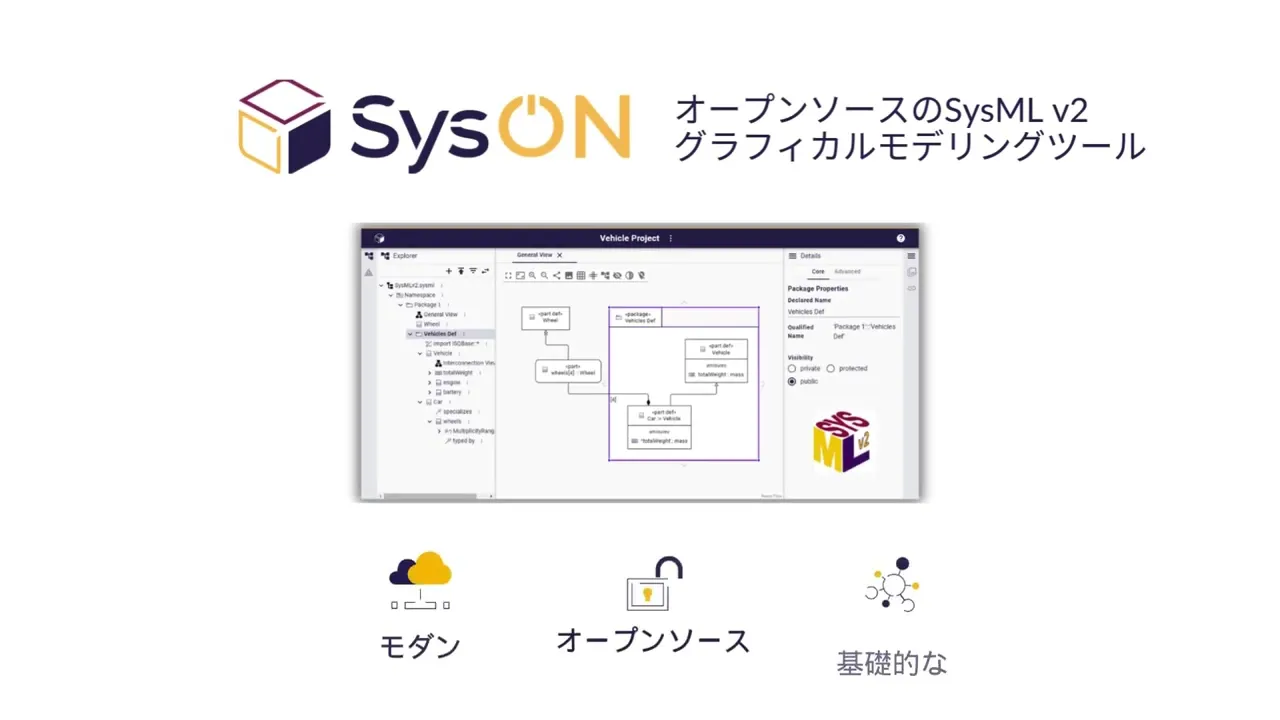 SysON
オープンソースのSysML v2
グラフィカルモデリングツール
Vehicle Project
Explorer
SysMLv2.sysml
Namespace
Package 1
General View
Wheel
Vehicles Def
import ISQBase::*
Vehicle
Interconnection View
totalWeight
engine
battery
Car
specializes
wheels
MultiplicityRang
typed by
General View
«part def»
Wheel
«part»
wheels[4] : Wheel
[4]
«package»
Vehicles Def
«part def»
Vehicle
attributes
totalWeight : mass
«part def»
Car :> Vehicle
attributes
^totalWeight : mass
React Flow
Details
Core
Advanced
Package Properties
Declared Name
Vehicles Def
Qualified Name
'Package 1'::'Vehicles Def'
Visibility
private
protected
public
SYS
ML v2
モダン
オープンソース
基礎的な